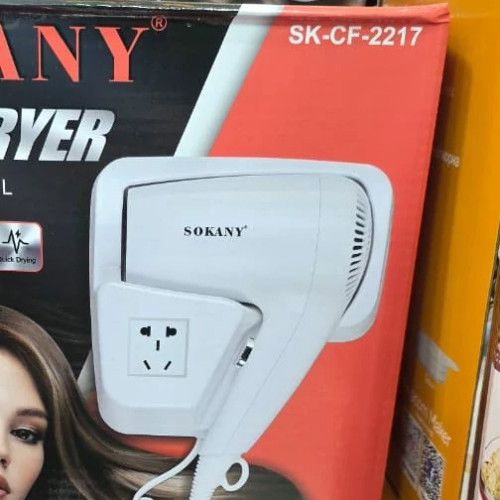 ANY®
SK-CF-2217
RYER
L
Quick Drying
SOKANY